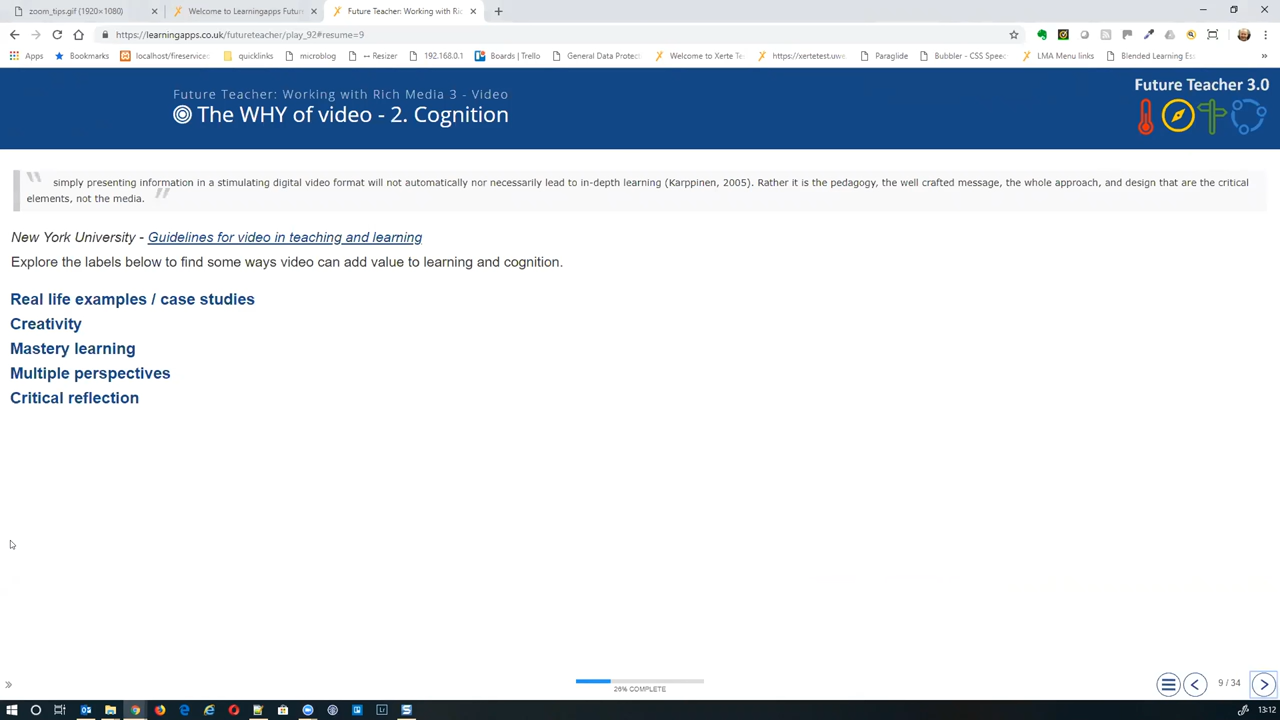 zoom_tips.gif (1920×1080)
Welcome to Learningapps Futur
Future Teacher: Working with Ric
https://learningapps.co.uk/futureteacher/play_92#resume=9
Apps
Bookmarks
localhost/fireservice
quicklinks
microblog
↔ Resizer
192.168.0.1
Boards | Trello
General Data Protect
Welcome to Xerte Te
https://xertetest.uwe
Paraglide
Bubbler - CSS Speec
LMA Menu links
Blended Learning Es
»
Future Teacher: Working with Rich Media 3 - Video
The WHY of video - 2. Cognition
Future Teacher 3.0
simply presenting information in a stimulating digital video format will not automatically nor necessarily lead to in-depth learning (Karppinen, 2005). Rather it is the pedagogy, the well crafted message, the whole approach, and design that are the critical
elements, not the media.
New York University - Guidelines for video in teaching and learning
Explore the labels below to find some ways video can add value to learning and cognition.
Real life examples / case studies
Creativity
Mastery learning
Multiple perspectives
Critical reflection
»
26% COMPLETE
9 / 34
13:12